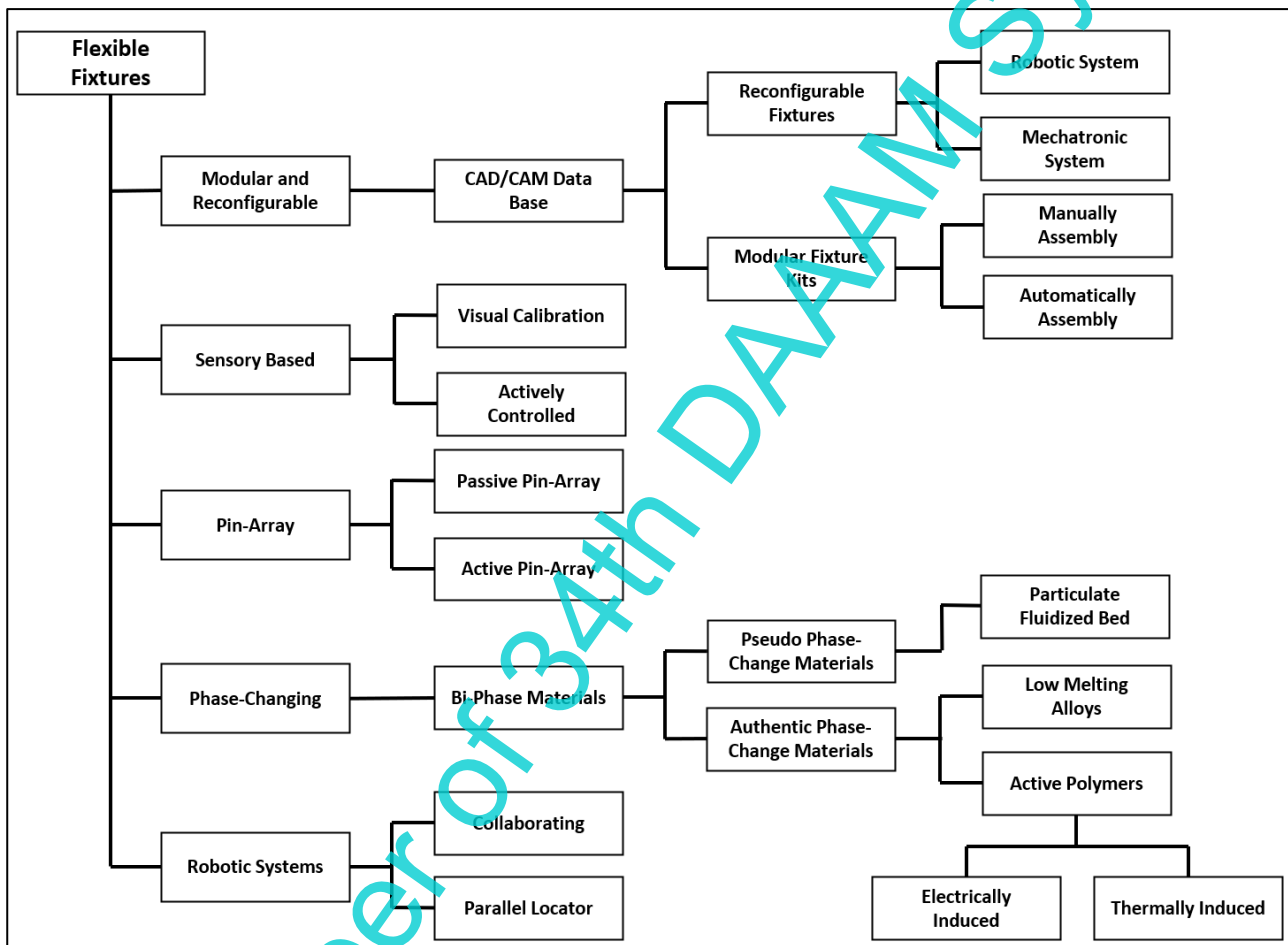 Flexible
Fixtures
Modular and
Reconfigurable
CAD/CAM Data
Base
Reconfigurable
Fixtures
Robotic System
Mechatronic
System
Modular Fixture
Kits
Manually
Assembly
Automatically
Assembly
Sensory Based
Visual Calibration
Actively
Controlled
Pin-Array
Passive Pin-Array
Active Pin-Array
Phase-Changing
Bi-Phase Materials
Pseudo Phase-
Change Materials
Particulate
Fluidized Bed
Authentic Phase-
Change Materials
Low Melting
Alloys
Active Polymers
Electrically
Induced
Thermally Induced
Robotic Systems
Collaborating
Parallel Locator
of 34th DAAAM